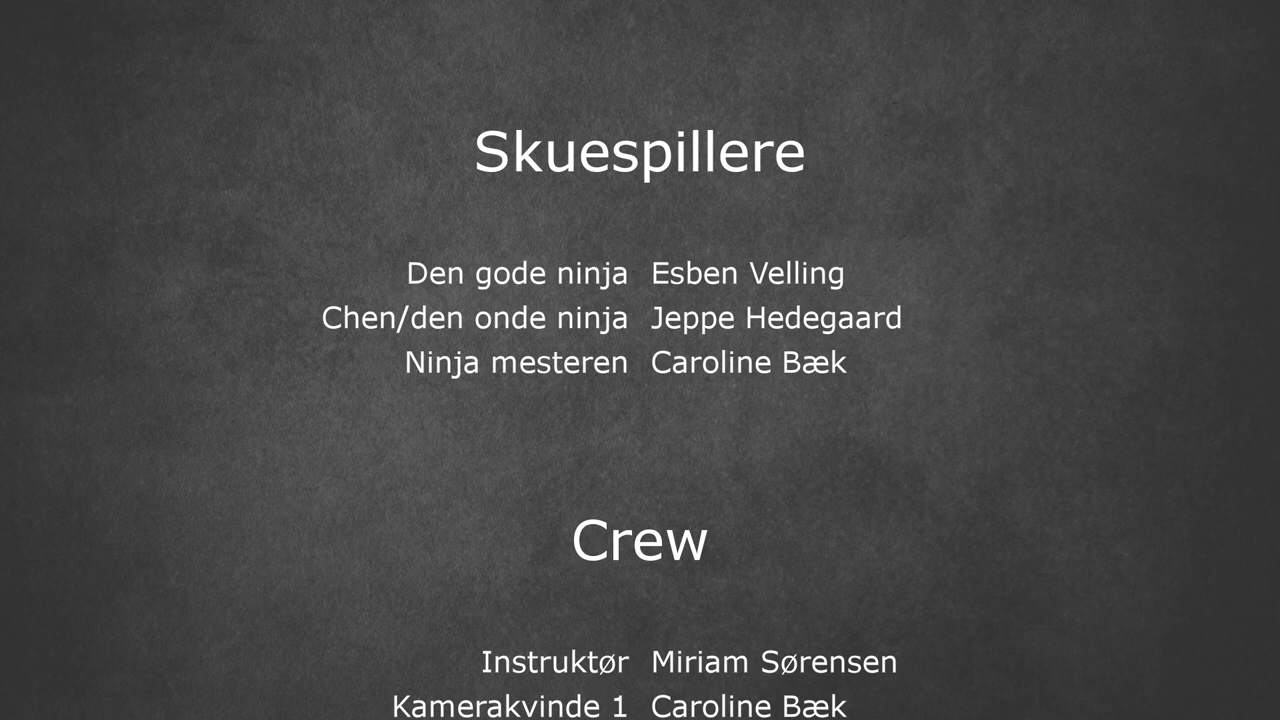 Skuespillere
Den gode ninja Esben Velling
Chen/den onde ninja Jeppe Hedegaard
Ninja mesteren Caroline Bæk
Crew
Instruktør Miriam Sørensen
Kamerakvinde 1 Caroline Bæk